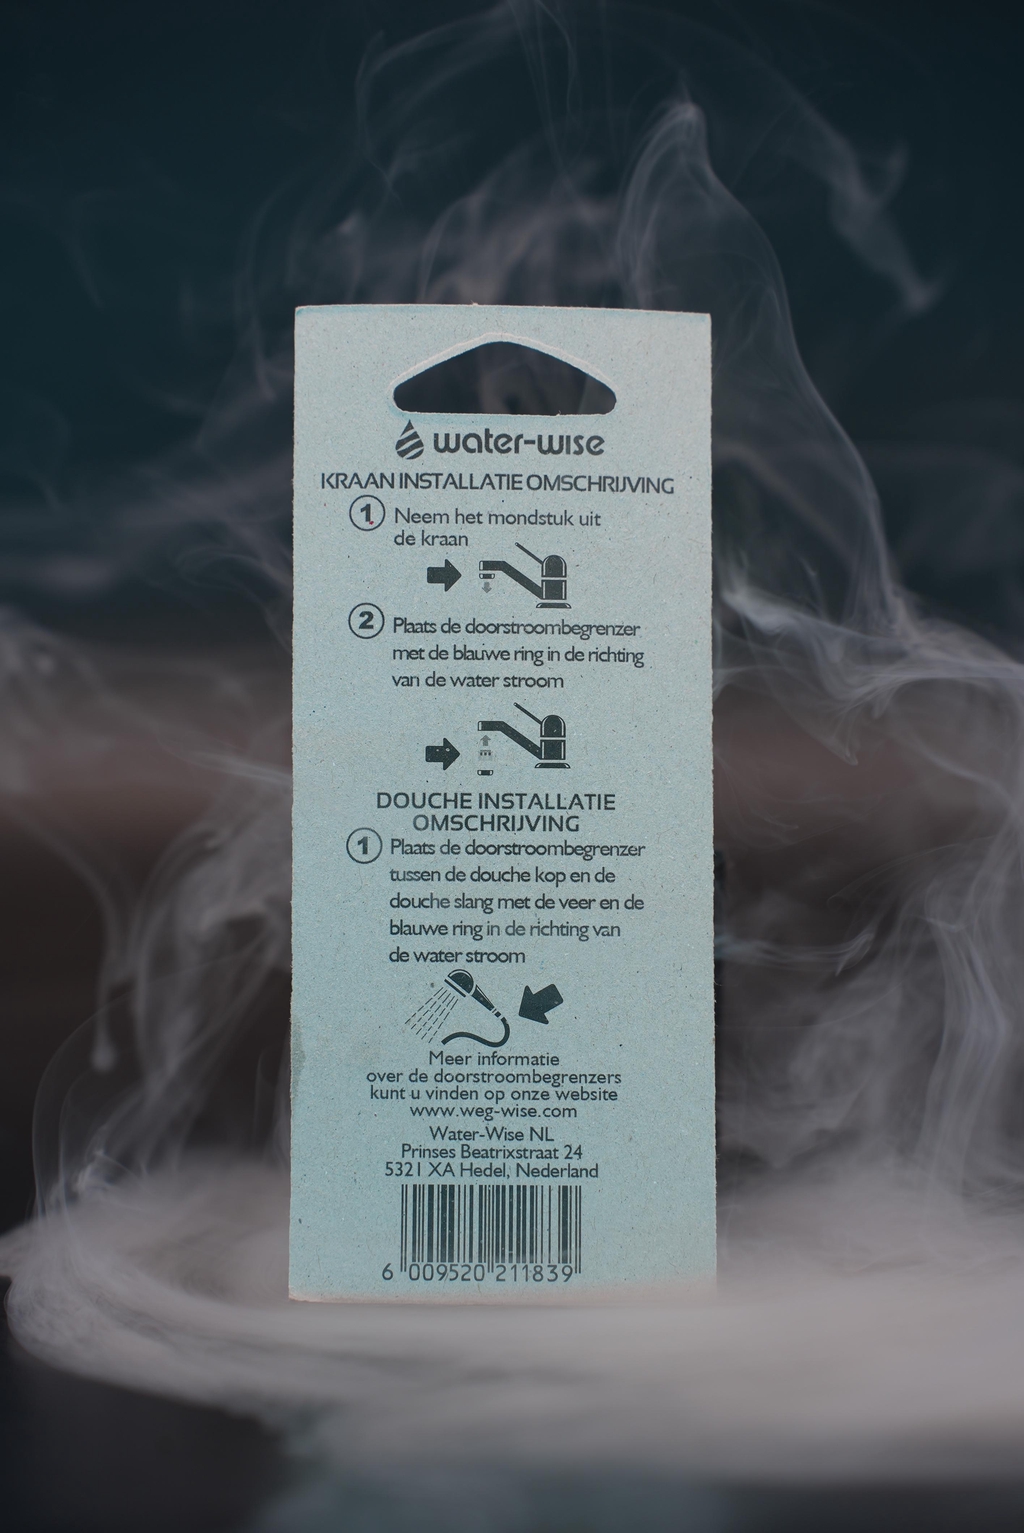 water-wise
KRAAN INSTALLATIE OMSCHRIJVING
1 Neem het mondstuk uit
de kraan
2 Plaats de doorstroombegrenzer
met de blauwe ring in de richting
van de water stroom
DOUCHE INSTALLATIE
OMSCHRIJVING
1 Plaats de doorstroombegrenzer
tussen de douche kop en de
douche slang met de veer en de
blauwe ring in de richting van
de water stroom
Meer informatie
over de doorstroombegrenzers
kunt u vinden op onze website
www.weg-wise.com
Water-Wise NL
Prinses Beatrixstraat 24
5321 XA Hedel, Nederland
6 009520 211839